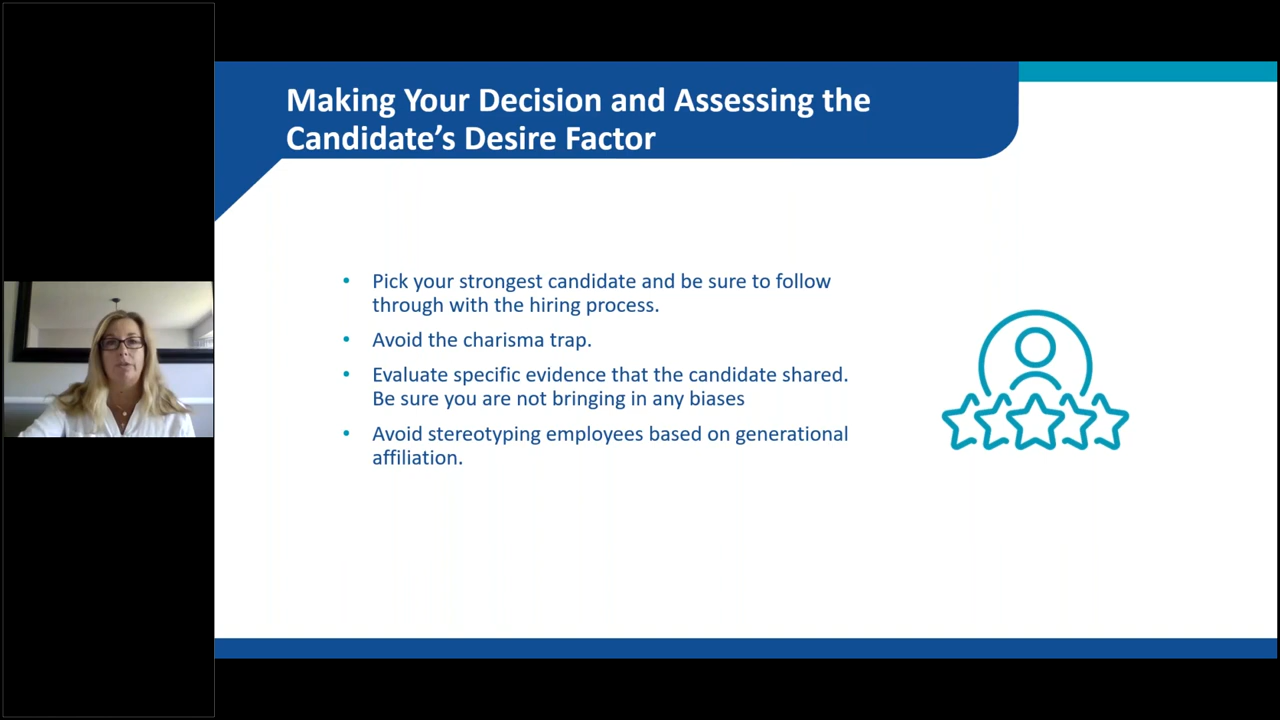 Making Your Decision and Assessing the
Candidate’s Desire Factor
• Pick your strongest candidate and be sure to follow
through with the hiring process.
• Avoid the charisma trap.
• Evaluate specific evidence that the candidate shared.
Be sure you are not bringing in any biases
• Avoid stereotyping employees based on generational
affiliation.